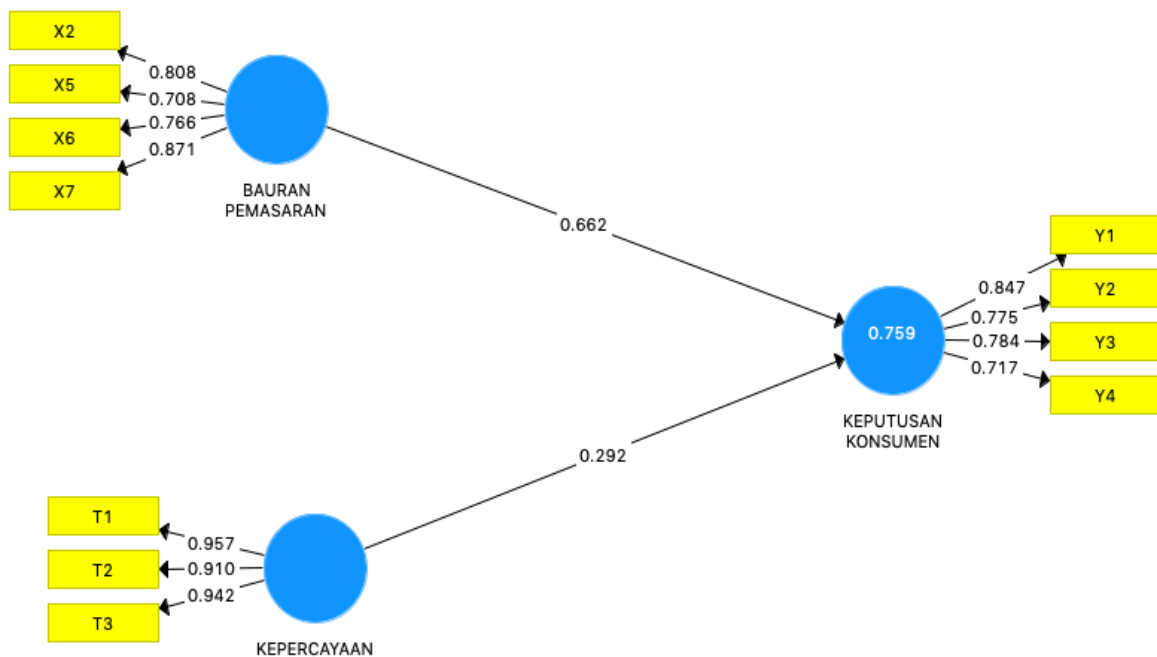 X2
X5
X6
X7
0.808
0.708
0.766
0.871
BAURAN
PEMASARAN
0.662
Y1
Y2
Y3
Y4
0.847
0.775
0.784
0.717
0.759
KEPUTUSAN
KONSUMEN
0.292
T1
T2
T3
0.957
0.910
0.942
KEPERCAYAAN